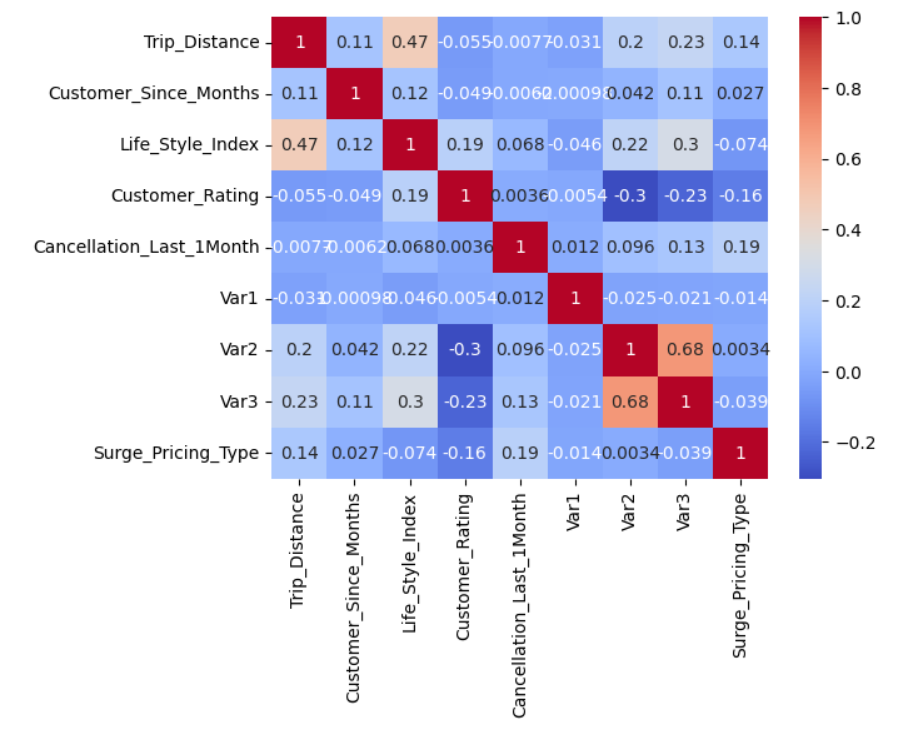 Trip_Distance 1 0.11 0.47 -0.055 -0.0077 -0.031 0.2 0.23 0.14
Customer_Since_Months 0.11 1 0.12 -0.049 -0.0062 -0.00098 0.042 0.11 0.027
Life_Style_Index 0.47 0.12 1 0.19 0.068 -0.046 0.22 0.3 -0.074
Customer_Rating -0.055 -0.049 0.19 1 0.0036 -0.0054 -0.3 -0.23 -0.16
Cancellation_Last_1Month -0.0077 -0.0062 0.068 0.0036 1 0.012 0.096 0.13 0.19
Var1 -0.031 -0.00098 -0.046 -0.0054 0.012 1 -0.025 -0.021 -0.014
Var2 0.2 0.042 0.22 -0.3 0.096 -0.025 1 0.68 0.0034
Var3 0.23 0.11 0.3 -0.23 0.13 -0.021 0.68 1 -0.039
Surge_Pricing_Type 0.14 0.027 -0.074 -0.16 0.19 -0.014 0.0034 -0.039 1
Trip_Distance
Customer_Since_Months
Life_Style_Index
Customer_Rating
Cancellation_Last_1Month
Var1
Var2
Var3
Surge_Pricing_Type
1.0
0.8
0.6
0.4
0.2
0.0
−0.2